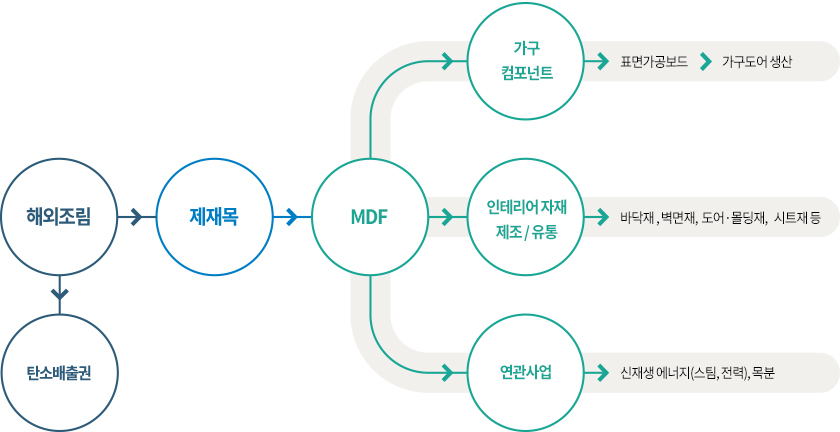 가구
컴포넌트
표면가공보드
가구도어 생산
해외조림
제재목
MDF
인테리어 자재
제조 / 유통
바닥재 , 벽면재, 도어 · 몰딩재, 시트재 등
탄소배출권
연관사업
신재생 에너지(스팀, 전력), 목분